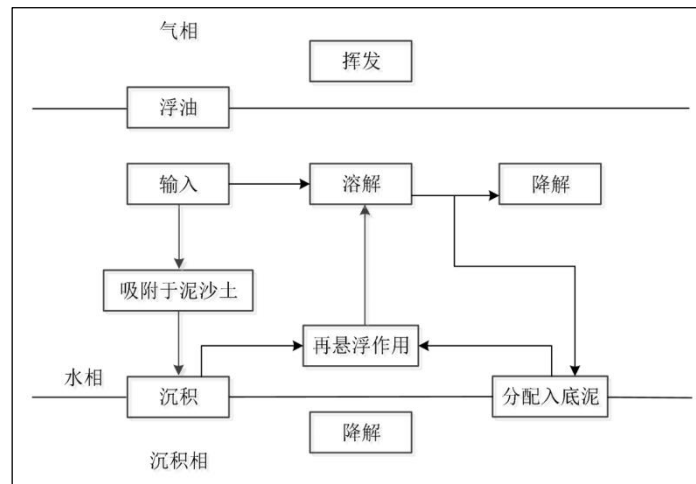 气相
挥发
浮油
输入
溶解
降解
吸附于泥沙土
再悬浮作用
水相
沉积
分配入底泥
降解
沉积相